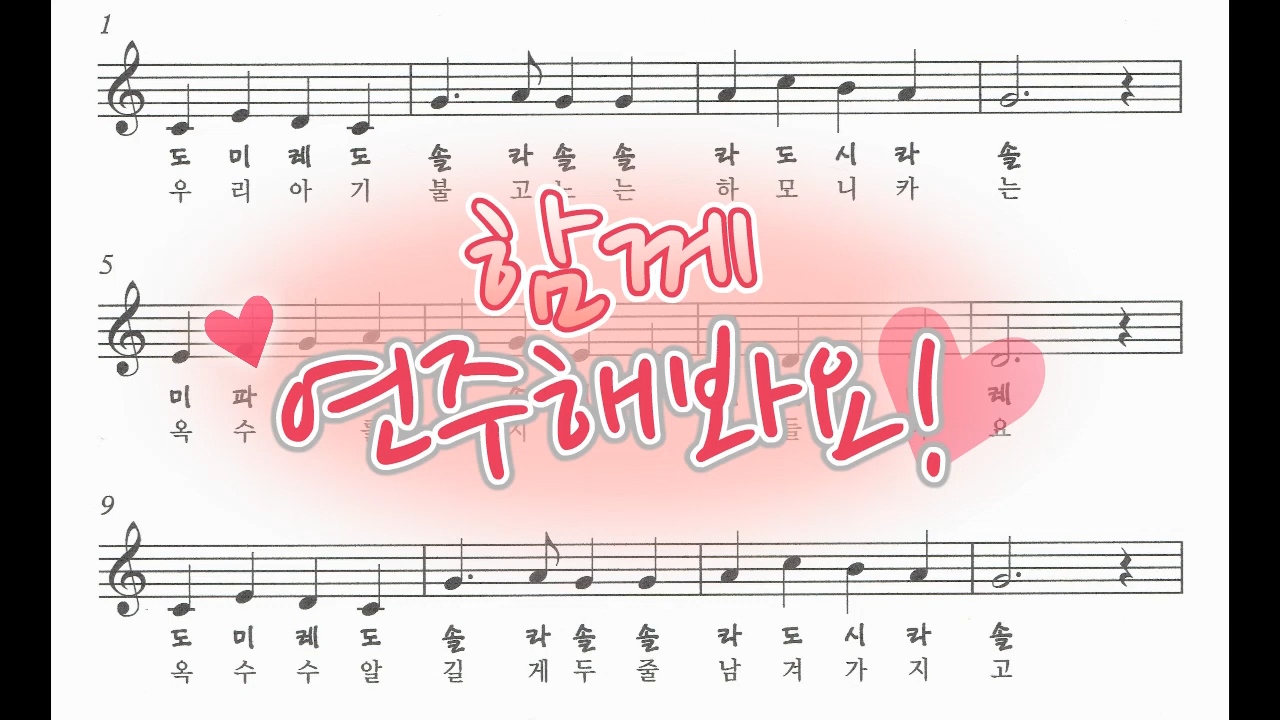 1
도 미 레 도 솔 라 솔 솔 라 도 시 라 솔
우 리 아 기 불 고 는 하 모 니 카 는
함께
5
연주해봐요!
미 파 레
옥 수 요
9
도 미 레 도 솔 라 솔 솔 라 도 시 라 솔
옥 수 수 알 길 게 두 줄 남 겨 가 지 고